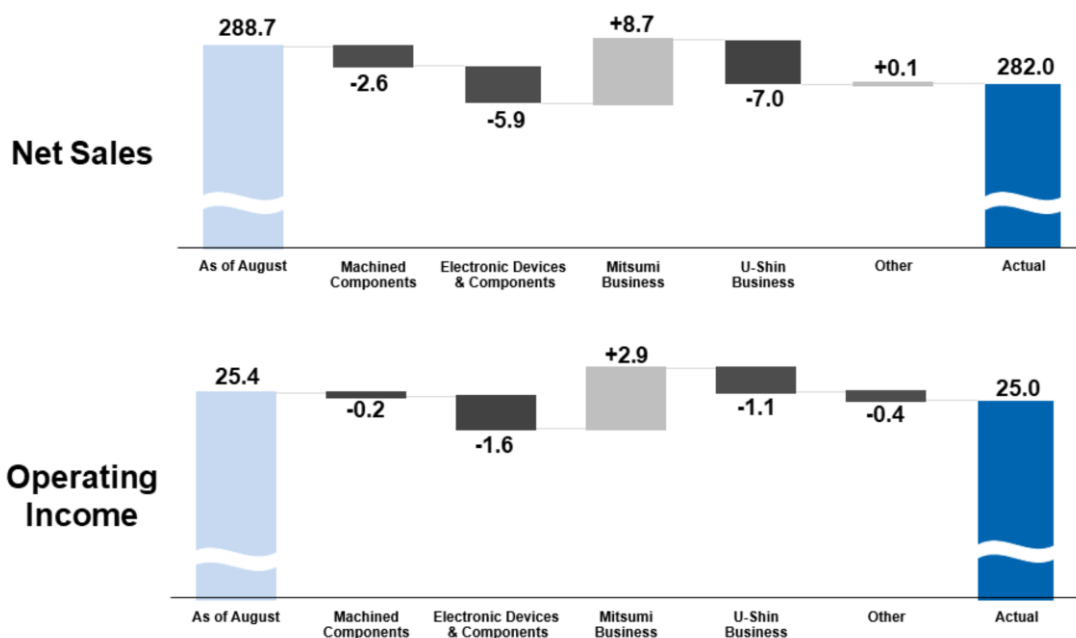 288.7
+8.7
+0.1
282.0
-2.6
-5.9
-7.0
Net Sales
As of August
Machined
Components
Electronic Devices
& Components
Mitsumi
Business
U-Shin
Business
Other
Actual
25.4
+2.9
25.0
-0.2
-1.6
-1.1
-0.4
Operating
Income
As of August
Machined
Components
Electronic Devices
& Components
Mitsumi
Business
U-Shin
Business
Other
Actual